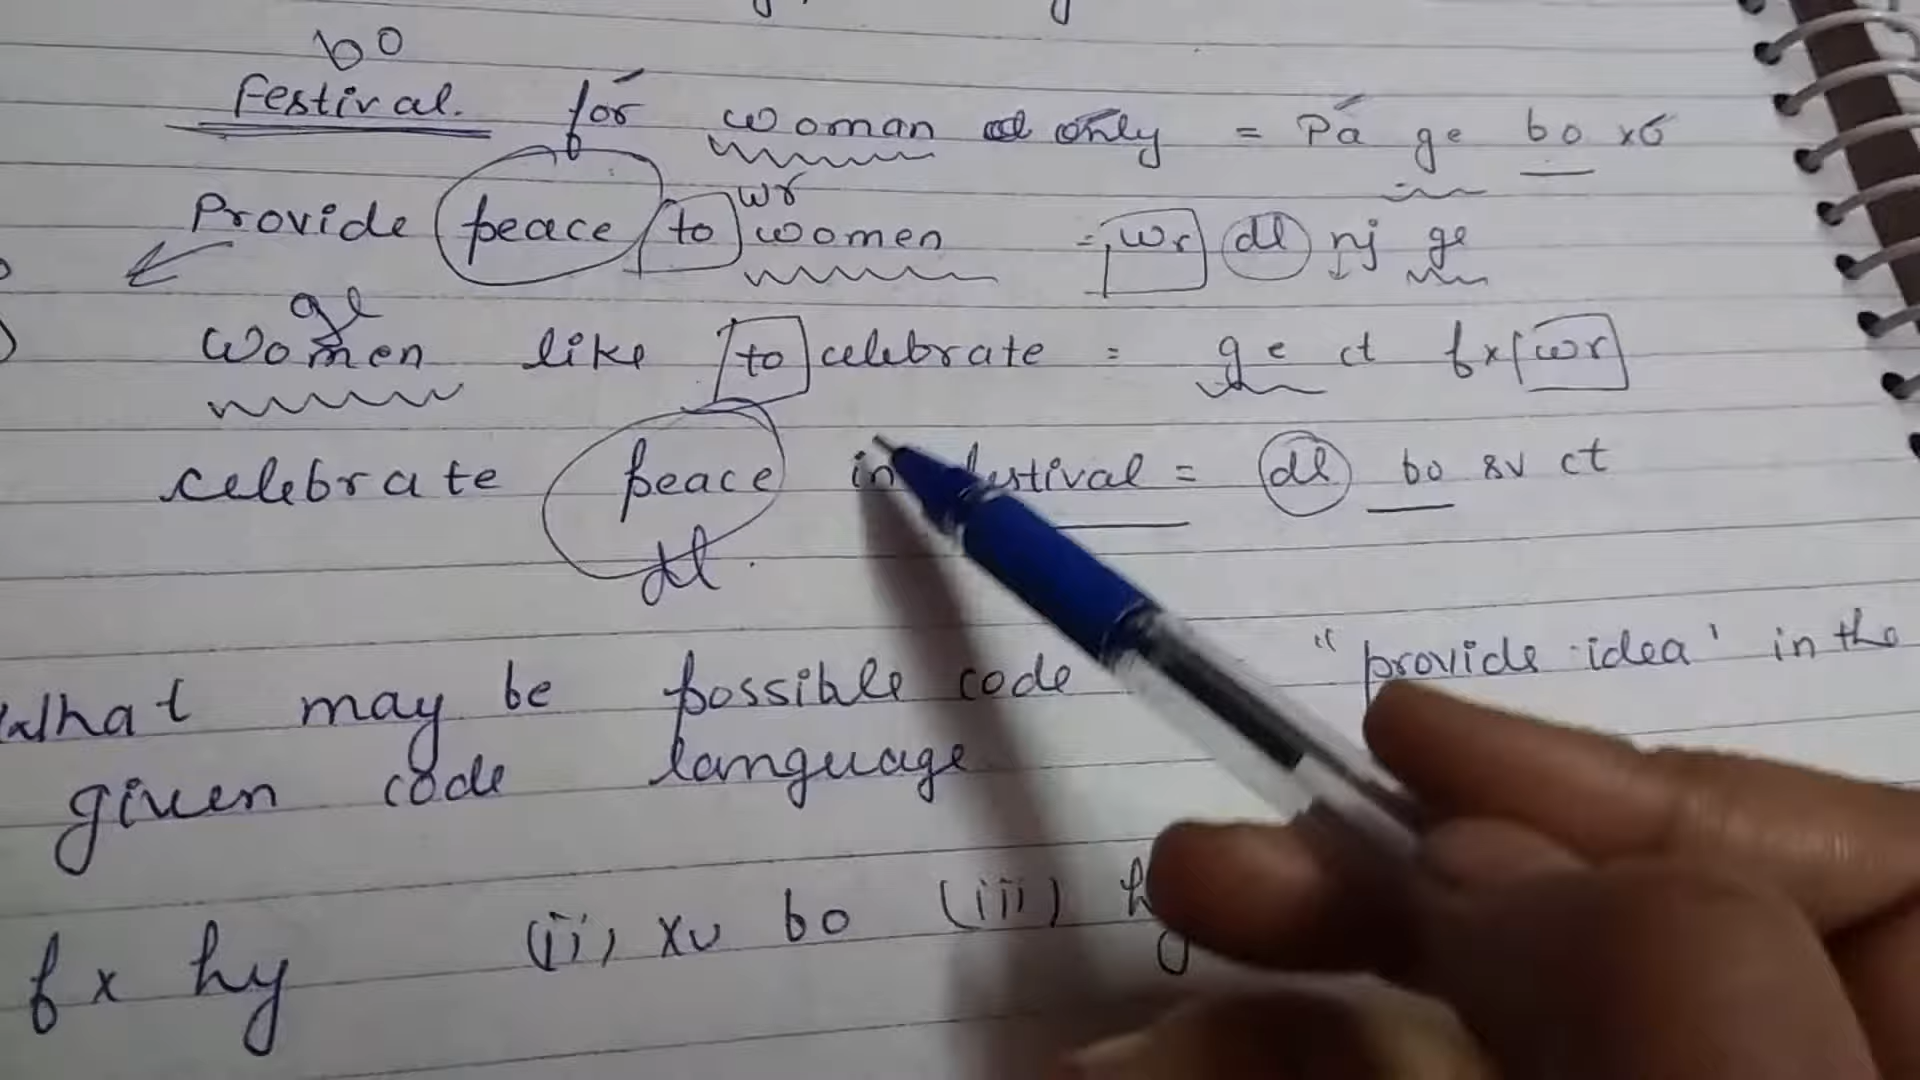 bo
Festival. for woman only = Pa ge bo xo
wr
Provide peace to women = wr dl nj ge
ge
women like to celebrate = ge ct fx wr
celebrate peace in festival = dl bo sv ct
dl.
What may be possible code "provide idea' in the
given code language
fx hy (ii) xv bo (iii)